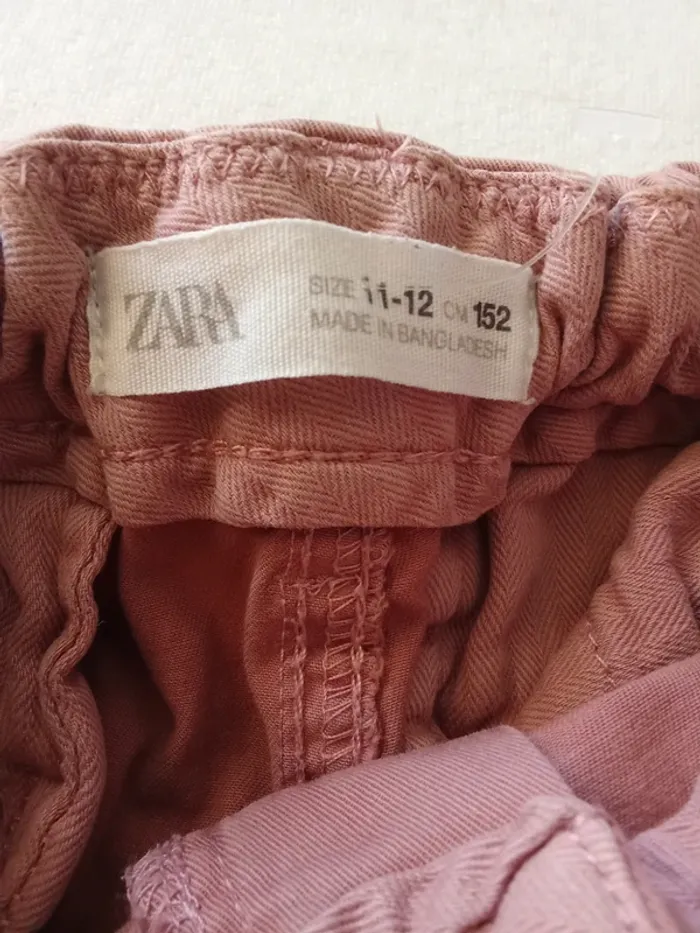 ZARA
SIZE 11-12 CM 152
MADE IN BANGLADESH